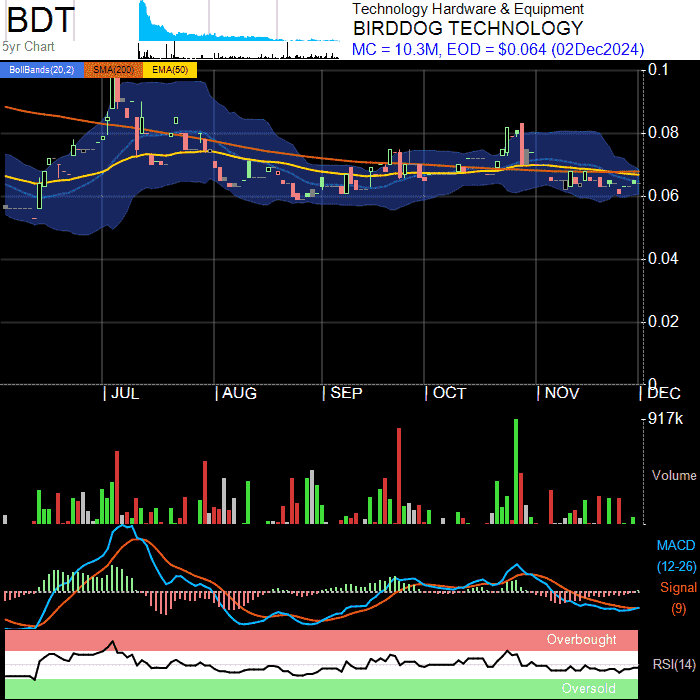 BDT
5yr Chart
Technology Hardware & Equipment
BIRDDOG TECHNOLOGY
MC = 10.3M, EOD = $0.064 (02Dec2024)
BollBands(20,2) SMA(200) EMA(50)
0.1
0.08
0.06
0.04
0.02
0
JUL AUG SEP OCT NOV DEC
917k
Volume
MACD
(12-26)
Signal
(9)
Overbought
RSI(14)
Oversold